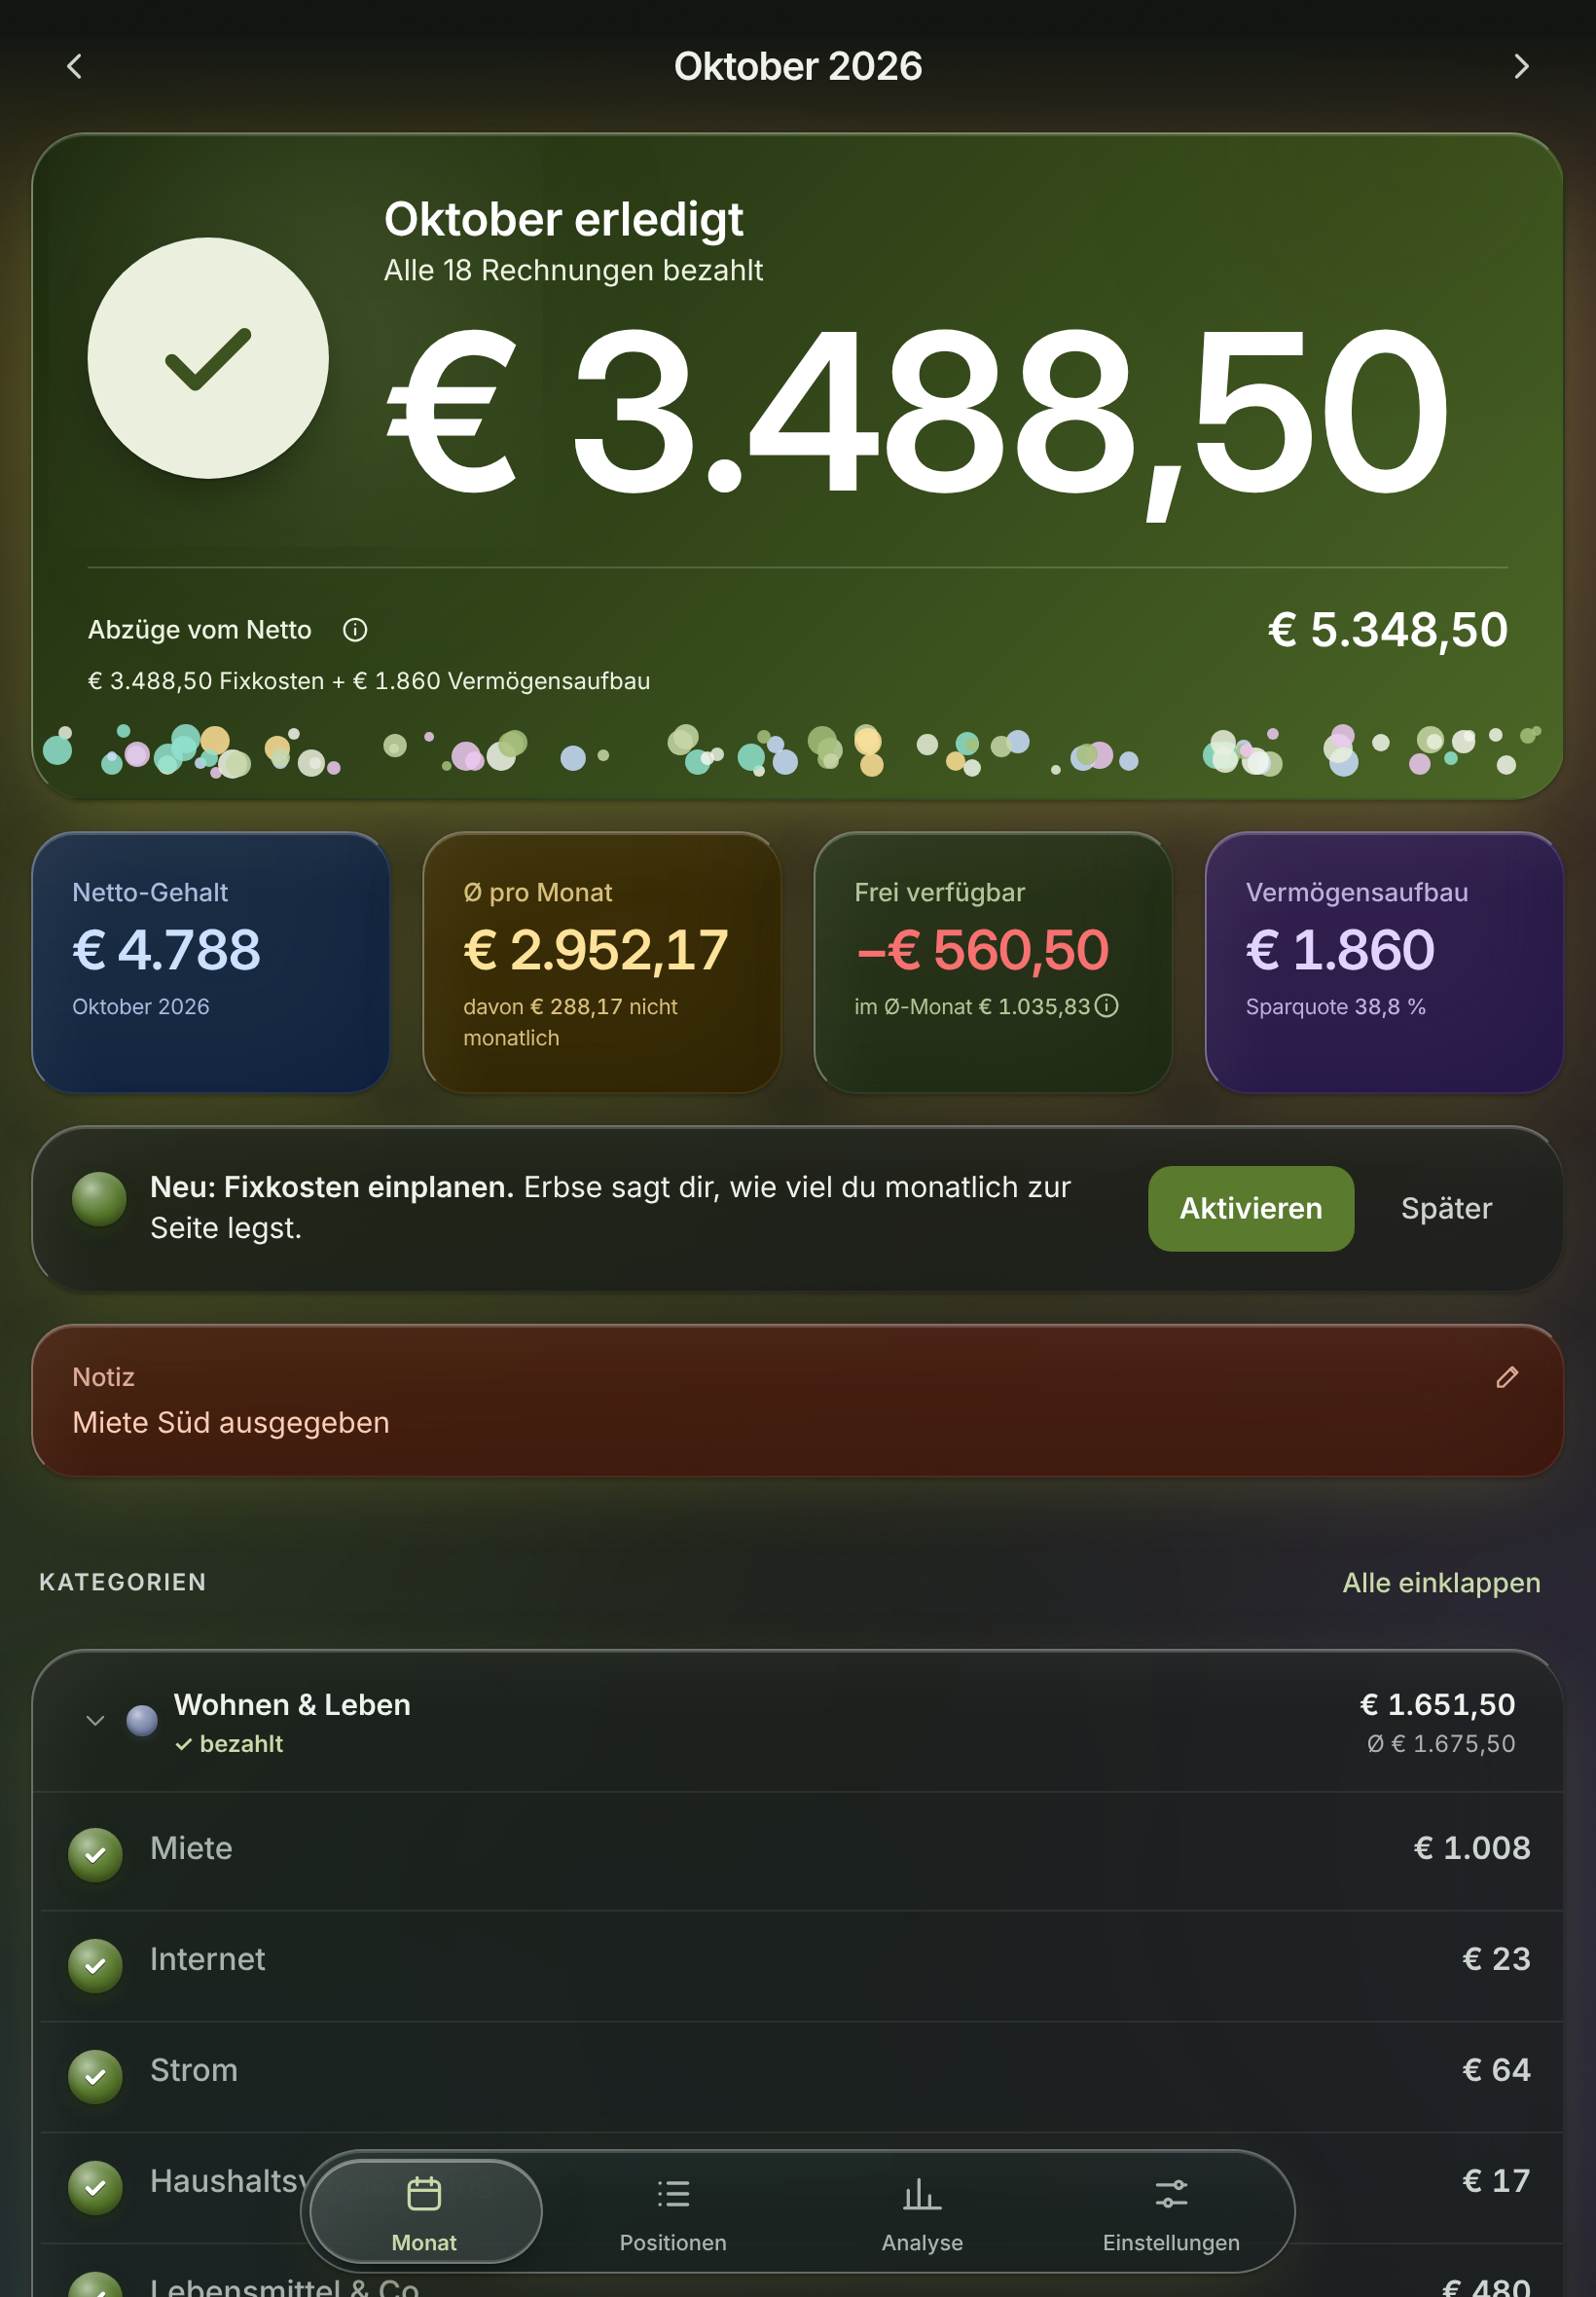 Oktober 2026
Oktober erledigt
Alle 18 Rechnungen bezahlt
€ 3.488,50
Abzüge vom Netto
€ 5.348,50
€ 3.488,50 Fixkosten + € 1.860 Vermögensaufbau
Netto-Gehalt
€ 4.788
Oktober 2026
Ø pro Monat
€ 2.952,17
davon € 288,17 nicht
monatlich
Frei verfügbar
–€ 560,50
im Ø-Monat € 1.035,83
Vermögensaufbau
€ 1.860
Sparquote 38,8 %
Neu: Fixkosten einplanen. Erbse sagt dir, wie viel du monatlich zur
Seite legst.
Aktivieren
Später
Notiz
Miete Süd ausgegeben
KATEGORIEN
Alle einklappen
Wohnen & Leben
€ 1.651,50
bezahlt
Ø € 1.675,50
Miete
€ 1.008
Internet
€ 23
Strom
€ 64
€ 17
Lebensmittel & Co
€ 480
Monat
Positionen
Analyse
Einstellungen